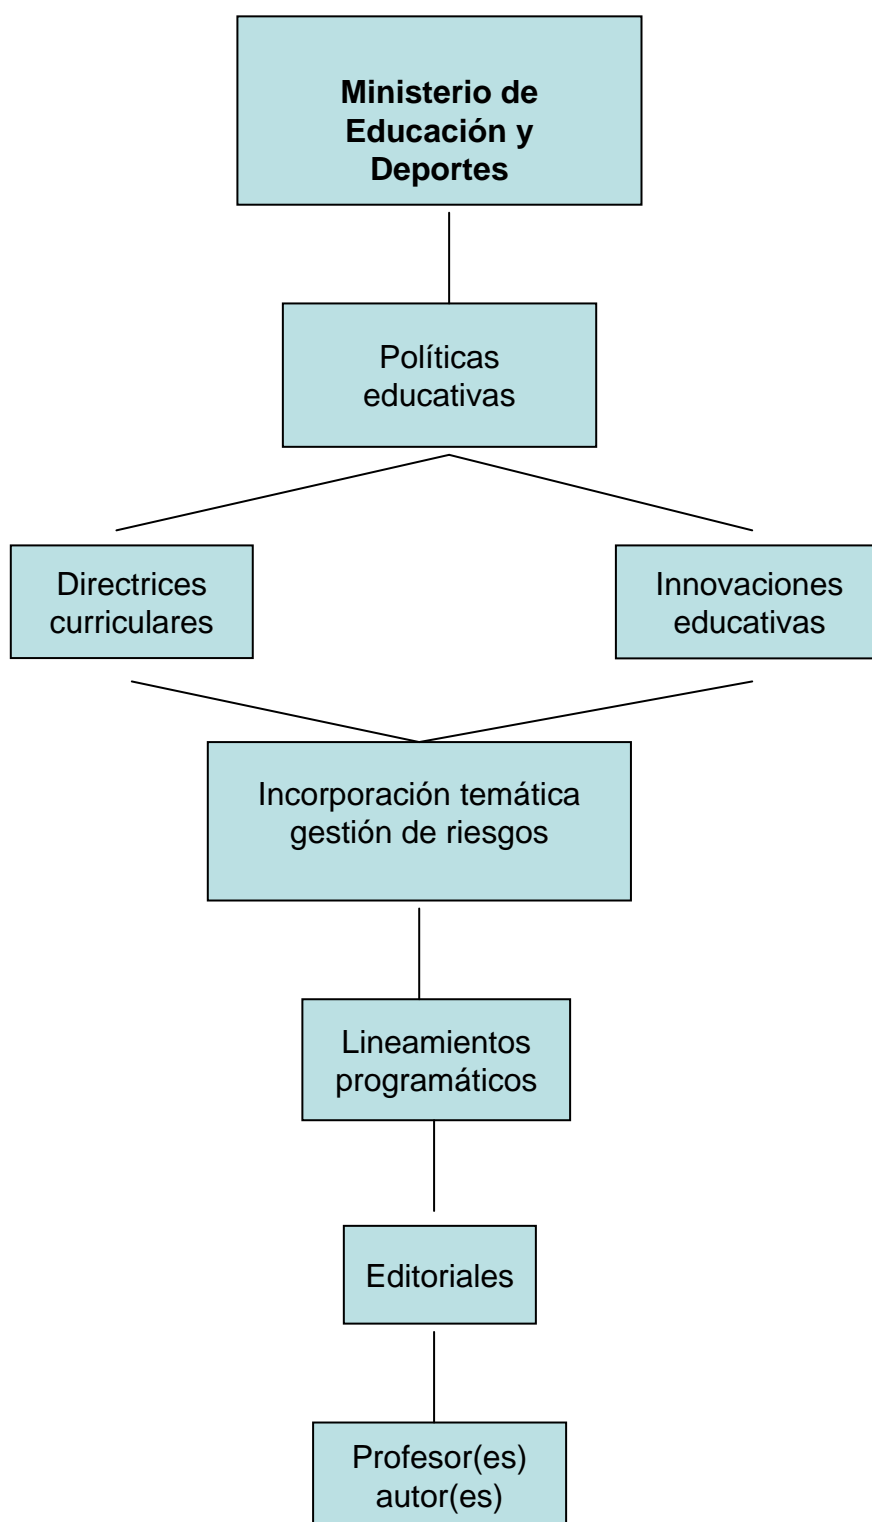 Ministerio de
Educación y
Deportes
Políticas
educativas
Directrices
curriculares
Innovaciones
educativas
Incorporación temática
gestión de riesgos
Lineamientos
programáticos
Editoriales
Profesor(es)
autor(es)